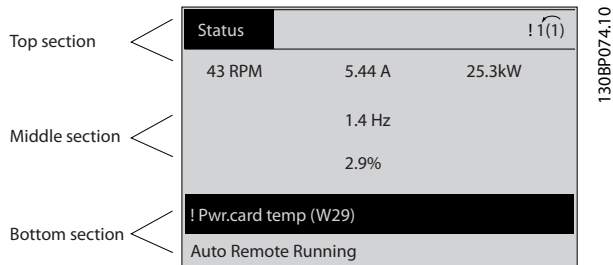 Top section
Status
! 1(1)
43 RPM 5.44 A 25.3kW
Middle section
1.4 Hz
2.9%
Bottom section
! Pwr.card temp (W29)
Auto Remote Running
130BP074.10